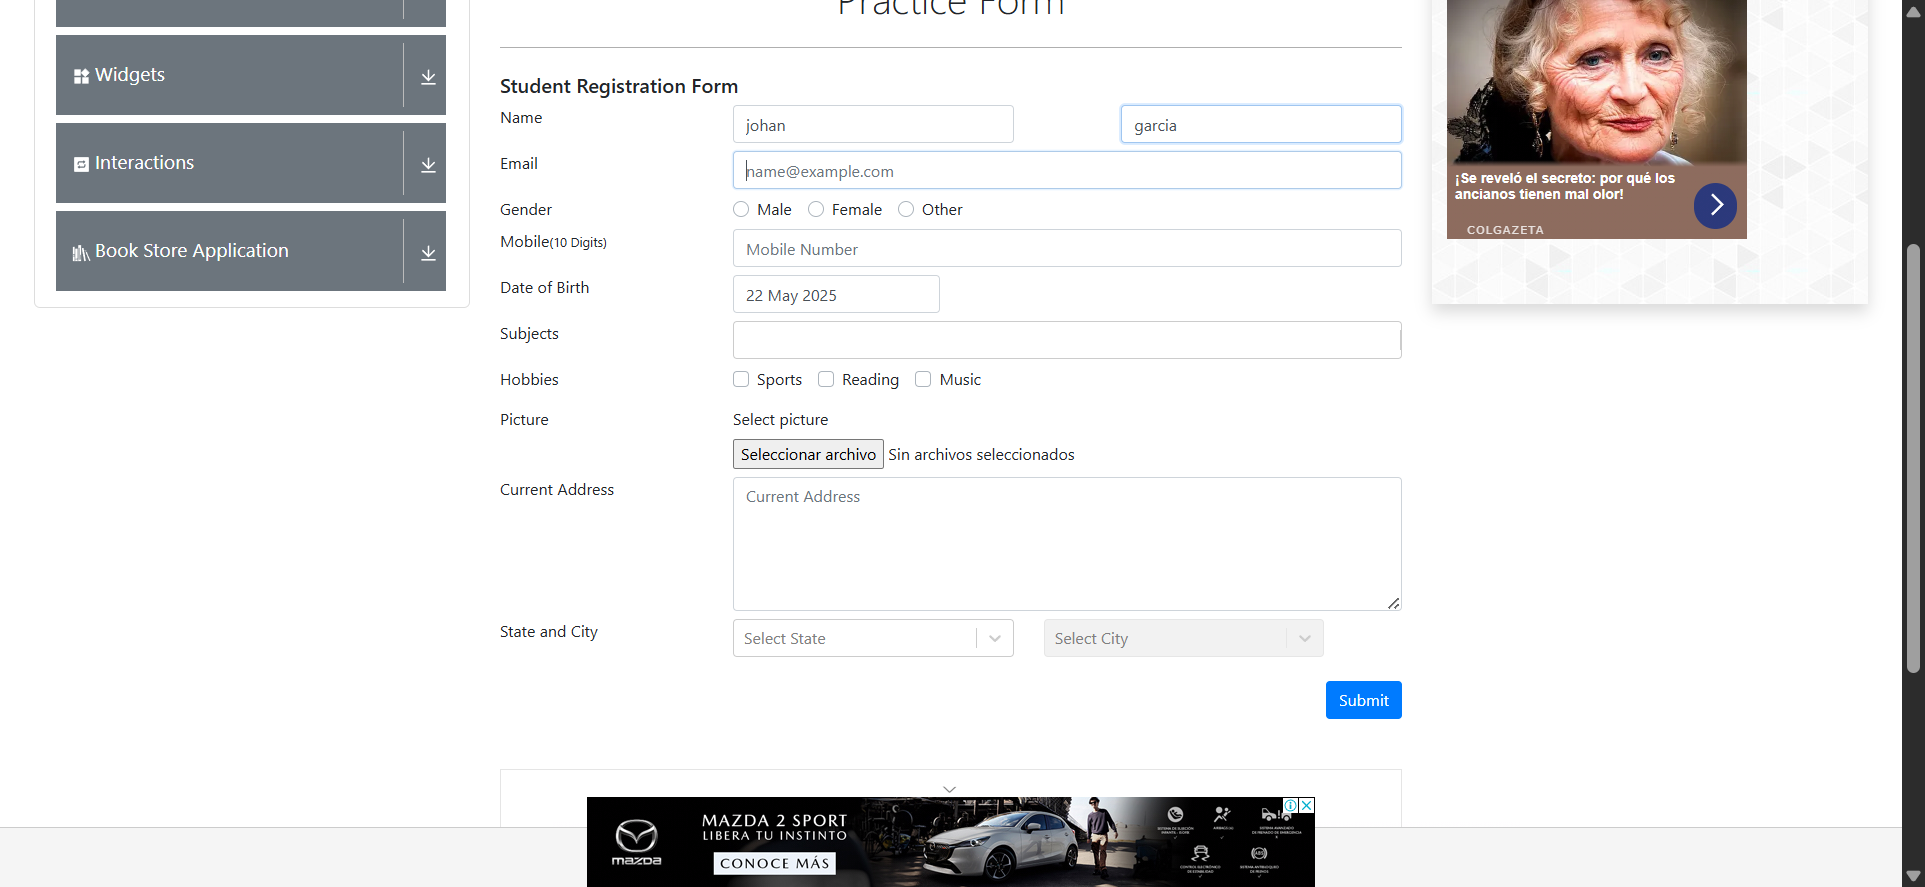 Practice Form
Widgets
Interactions
Book Store Application
Student Registration Form
Name
johan
garcia
Email
name@example.com
Gender
Male
Female
Other
Mobile(10 Digits)
Mobile Number
Date of Birth
22 May 2025
Subjects
Hobbies
Sports
Reading
Music
Picture
Select picture
Seleccionar archivo Sin archivos seleccionados
Current Address
Current Address
State and City
Select State
Select City
Submit
¡Se reveló el secreto: por qué los
ancianos tienen mal olor!
COLGAZETA
mazda
MAZDA 2 SPORT
LIBERA TU INSTINTO
CONOCE MÁS